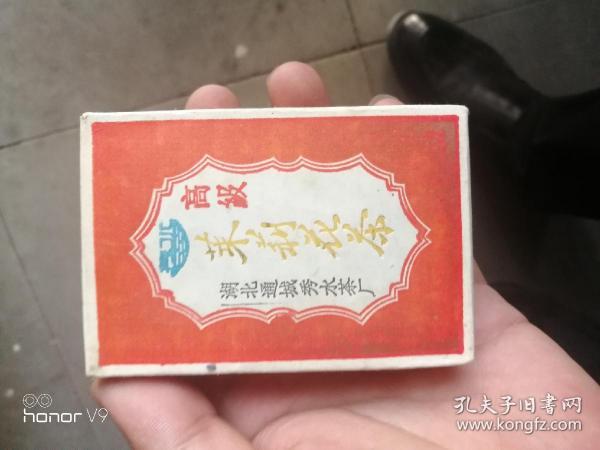 高级
茉莉花茶
湖北通城秀水茶厂
honor V9
孔夫子旧书网
www.kongfz.com